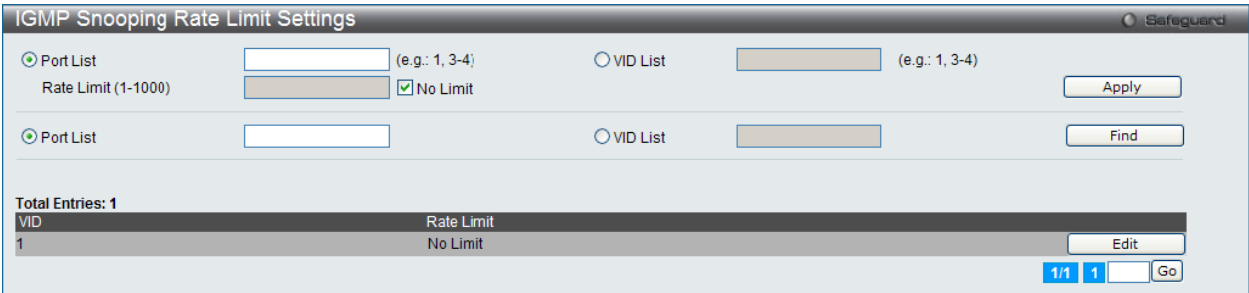 IGMP Snooping Rate Limit Settings Safeguard
Port List (e.g.: 1, 3-4) VID List (e.g.: 1, 3-4)
Rate Limit (1-1000) No Limit Apply
Port List VID List Find
Total Entries: 1
VID Rate Limit
1 No Limit Edit
1/1 1 Go